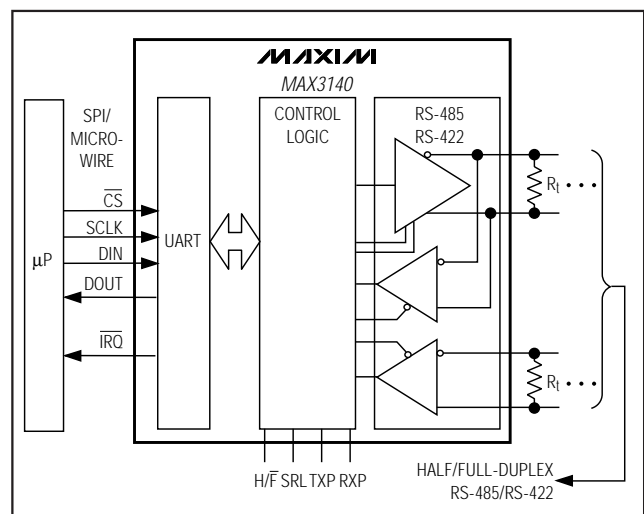 MAXIM
MAX3140
SPI/
MICRO-
WIRE
CONTROL
LOGIC
RS-485
RS-422
CS
SCLK
DIN
DOUT
IRQ
µP
UART
Rt
Rt
H/F SRL TXP RXP
HALF/FULL-DUPLEX
RS-485/RS-422